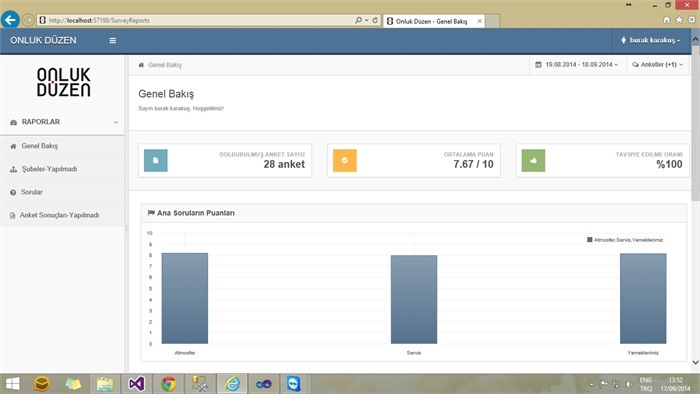 http://localhost:57198/SurveyReports
Onluk Düzen - Genel Bakış
ONLUK DÜZEN
burak karakuş
ONLUK
DÜZEN
Genel Bakış
19.08.2014 - 18.09.2014
Anketler (+1)
RAPORLAR
Genel Bakış
Şubeler-Yapılmadı
Sorular
Anket Sonuçları-Yapılmadı
Genel Bakış
Sayın burak karakuş, Hoşgeldiniz!
DOLDURULMUŞ ANKET SAYISI
28 anket
ORTALAMA PUAN
7.67 / 10
TAVSİYE EDİLME ORANI
%100
Ana Soruların Puanları
Atmosfer,Servis,Yemeklerimiz
10
9
8
7
6
5
4
3
2
1
0
Atmosfer
Servis
Yemeklerimiz
ENG
TRQ
13:52
17/09/2014